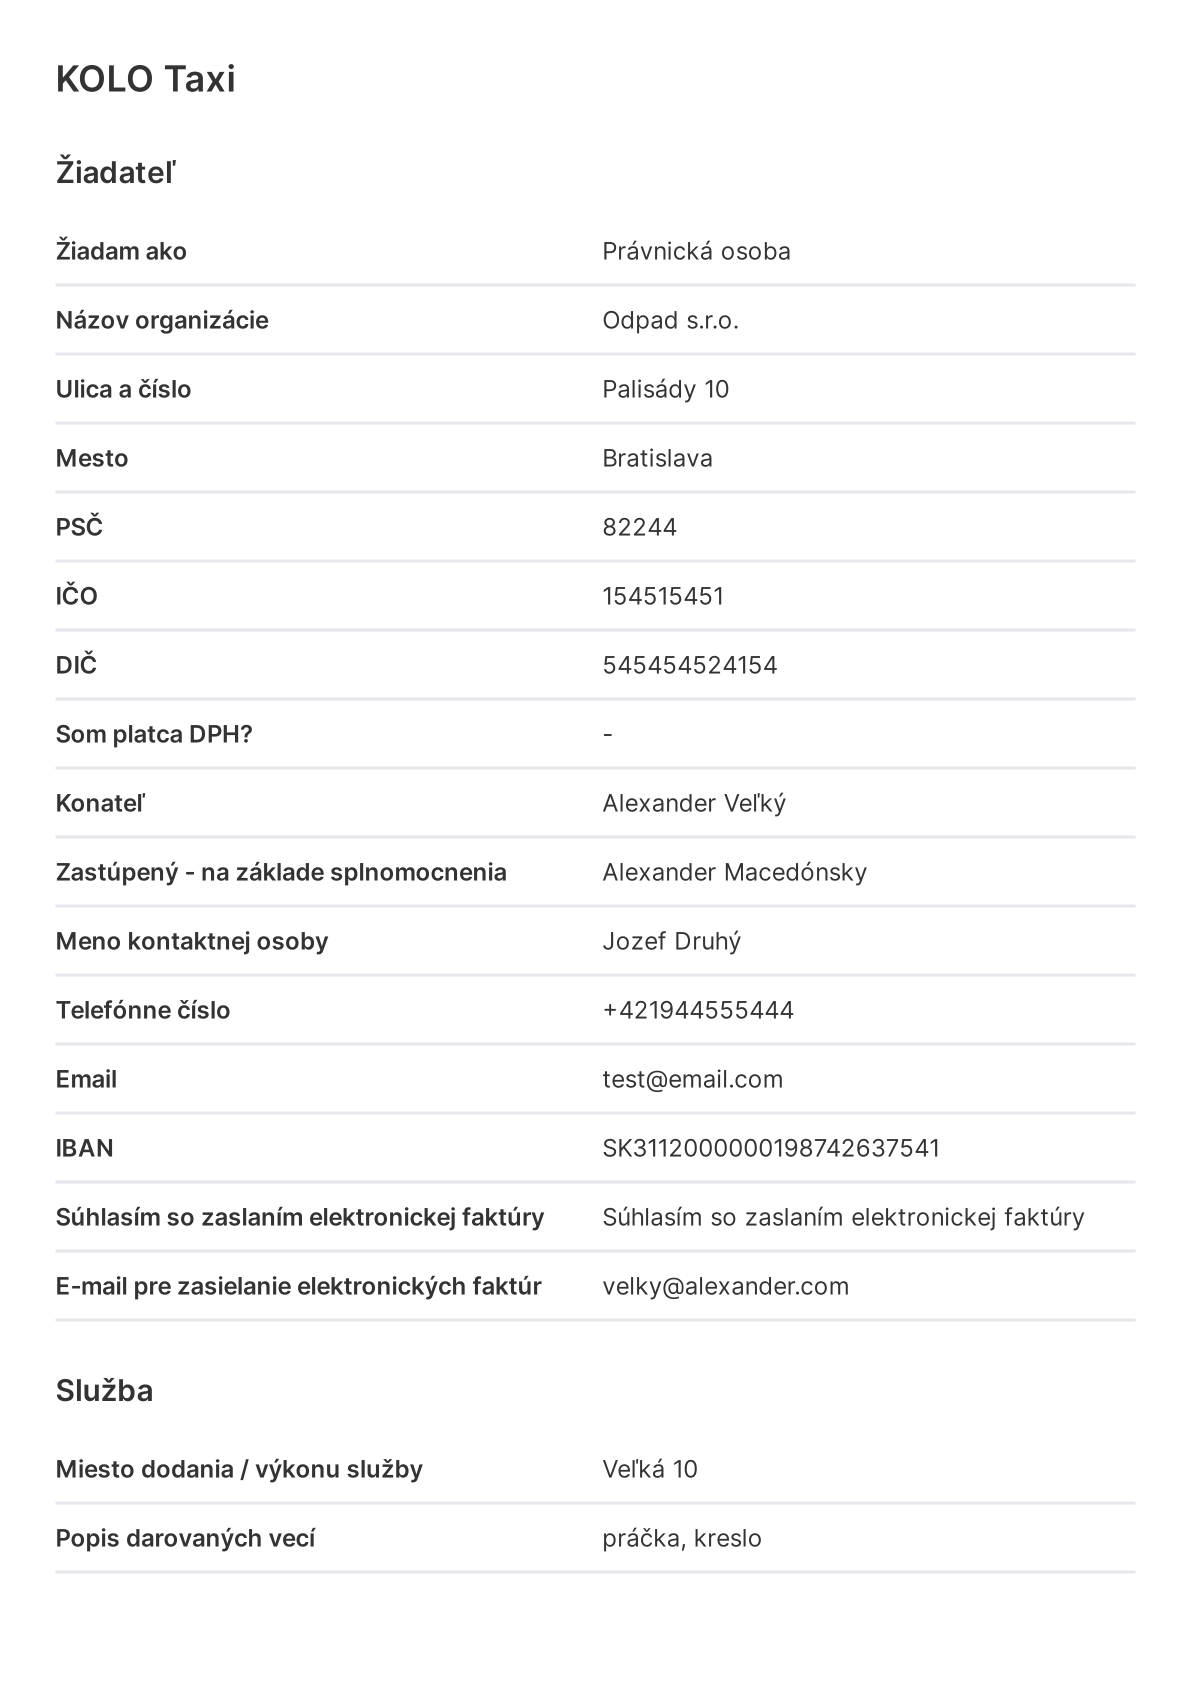 KOLO Taxi
Žiadateľ
Žiadam ako Právnická osoba
Názov organizácie Odpad s.r.o.
Ulica a číslo Palisády 10
Mesto Bratislava
PSČ 82244
IČO 154515451
DIČ 545454524154
Som platca DPH? -
Konateľ Alexander Veľký
Zastúpený - na základe splnomocnenia Alexander Macedónsky
Meno kontaktnej osoby Jozef Druhý
Telefónne číslo +421944555444
Email test@email.com
IBAN SK3112000000198742637541
Súhlasím so zaslaním elektronickej faktúry Súhlasím so zaslaním elektronickej faktúry
E-mail pre zasielanie elektronických faktúr velky@alexander.com
Služba
Miesto dodania / výkonu služby Veľká 10
Popis darovaných vecí práčka, kreslo